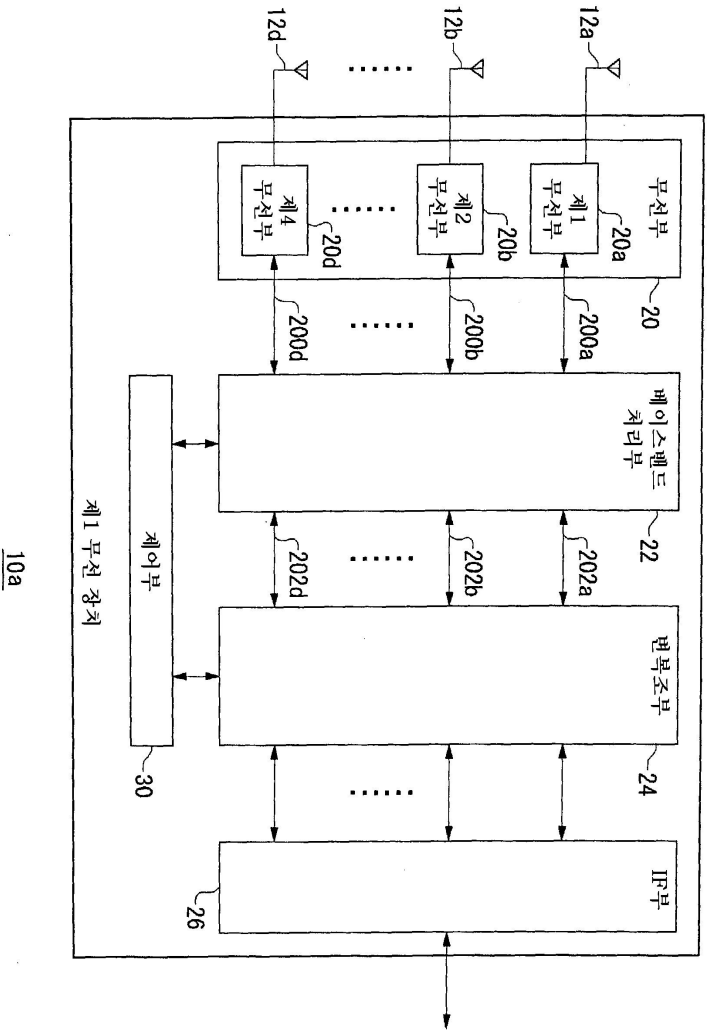 12a
12b
······
12d
무선부
제1
무선부
20a
제2
무선부
20b
······
제4
무선부
20d
20
200a
200b
······
200d
베이스밴드
처리부
22
202a
202b
······
202d
변복조부
24
······
IF부
26
제어부
30
제1 무선 장치
10a